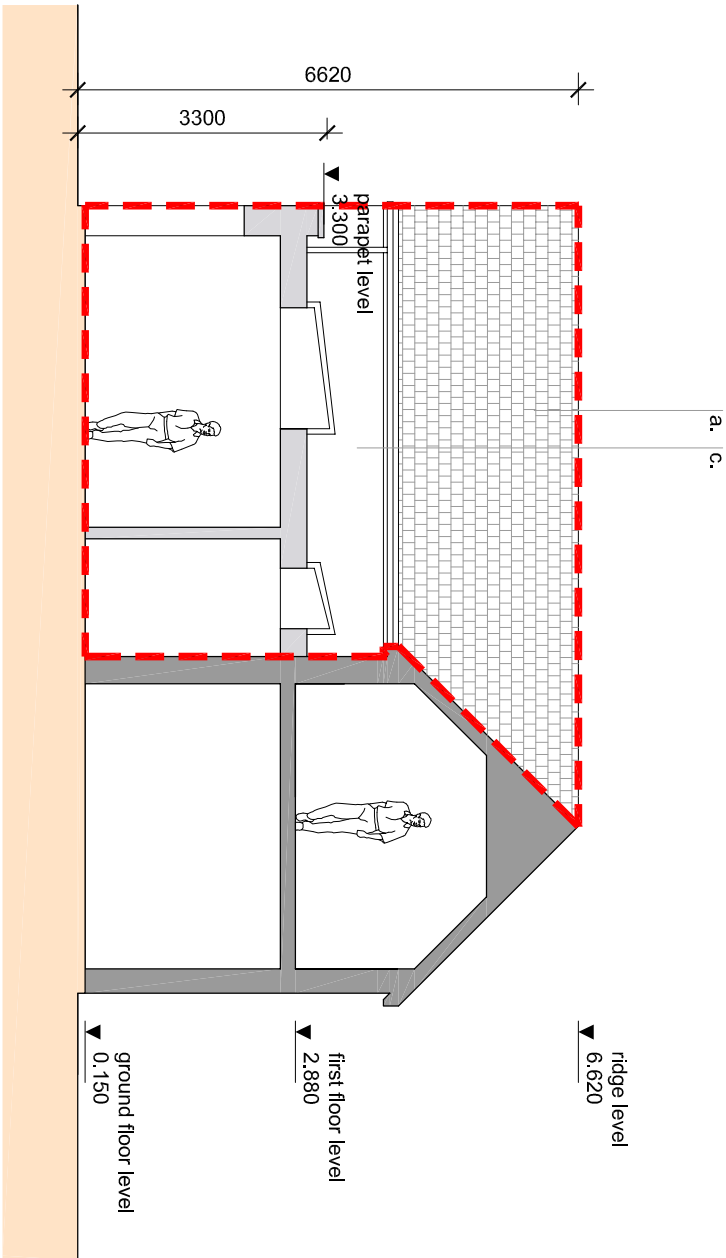 6620
3300
parapet level
3.300
a.
c.
ridge level
6.620
first floor level
2.880
ground floor level
0.150